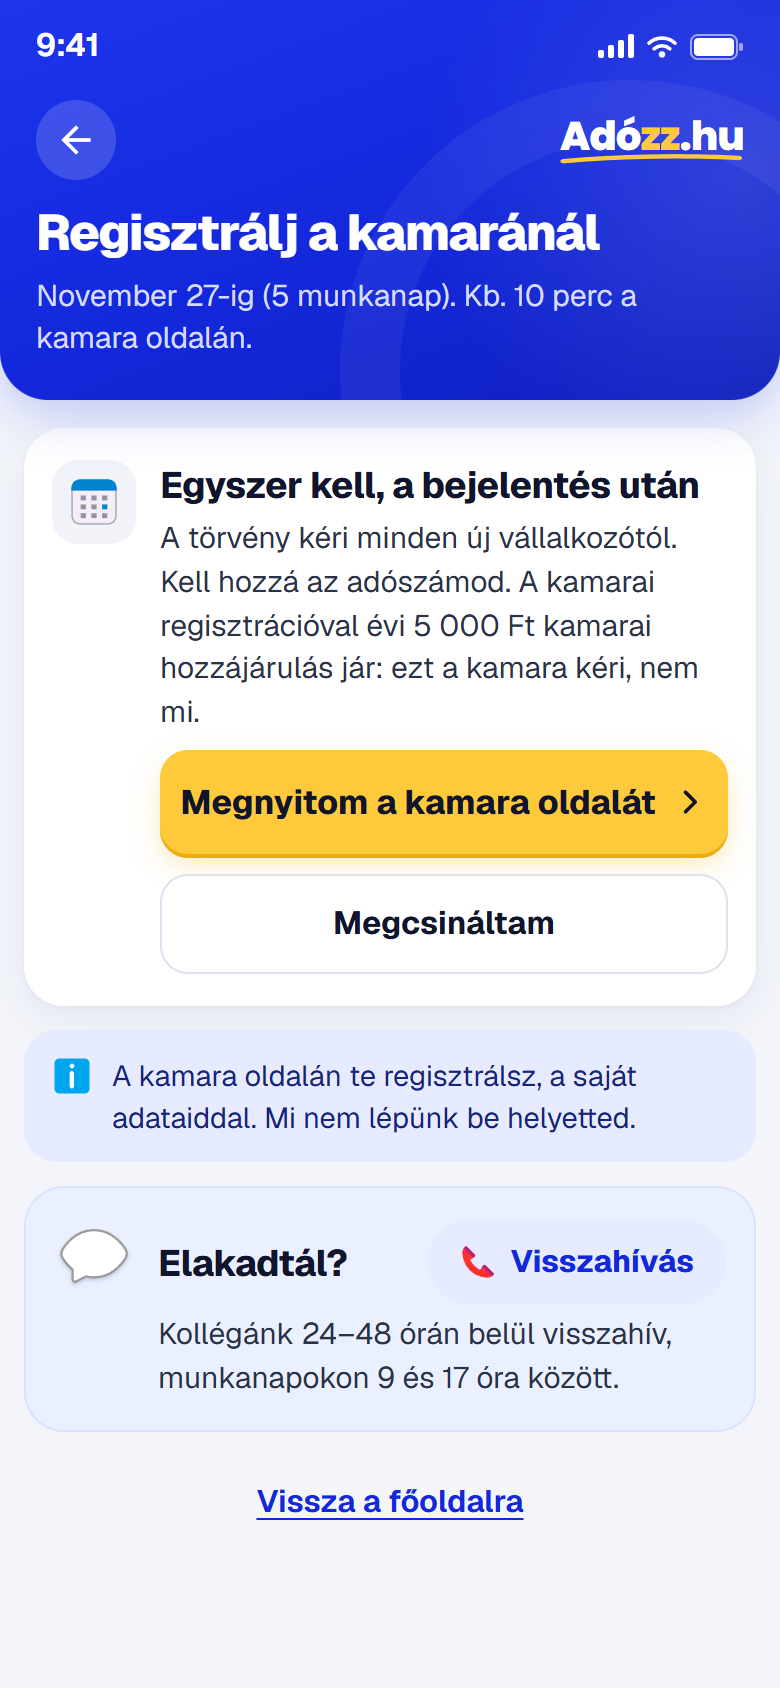 9:41
Adózz.hu
Regisztrálj a kamaránál
November 27-ig (5 munkanap). Kb. 10 perc a
kamara oldalán.
Egyszer kell, a bejelentés után
A törvény kéri minden új vállalkozótól.
Kell hozzá az adószámod. A kamarai
regisztrációval évi 5 000 Ft kamarai
hozzájárulás jár: ezt a kamara kéri, nem
mi.
Megnyitom a kamara oldalát
Megcsináltam
A kamara oldalán te regisztrálsz, a saját
adataiddal. Mi nem lépünk be helyetted.
Elakadtál?
Visszahívás
Kollégánk 24–48 órán belül visszahív,
munkanapokon 9 és 17 óra között.
Vissza a főoldalra